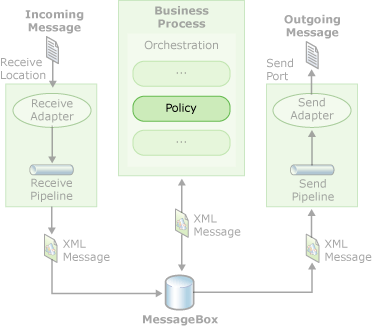 Incoming
Message
Receive
Location
Receive
Adapter
Receive
Pipeline
XML
Message
Business
Process
Orchestration
...
Policy
...
XML
Message
MessageBox
Outgoing
Message
Send
Port
Send
Adapter
Send
Pipeline
XML
Message